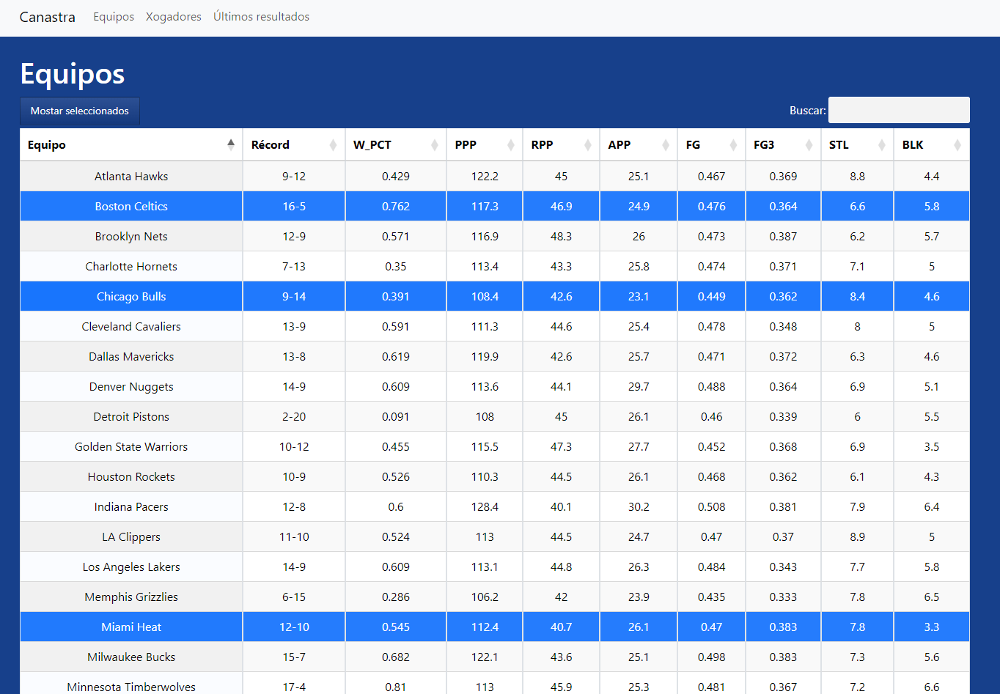 Canastra Equipos Xogadores Últimos resultados
Equipos
Mostar seleccionados Buscar:
Equipo Récord W_PCT PPP RPP APP FG FG3 STL BLK
Atlanta Hawks 9-12 0.429 122.2 45 25.1 0.467 0.369 8.8 4.4
Boston Celtics 16-5 0.762 117.3 46.9 24.9 0.476 0.364 6.6 5.8
Brooklyn Nets 12-9 0.571 116.9 48.3 26 0.473 0.387 6.2 5.7
Charlotte Hornets 7-13 0.35 113.4 43.3 25.8 0.474 0.371 7.1 5
Chicago Bulls 9-14 0.391 108.4 42.6 23.1 0.449 0.362 8.4 4.6
Cleveland Cavaliers 13-9 0.591 111.3 44.6 25.4 0.478 0.348 8 5
Dallas Mavericks 13-8 0.619 119.9 42.6 25.7 0.471 0.372 6.3 4.6
Denver Nuggets 14-9 0.609 113.6 44.1 29.7 0.488 0.364 6.9 5.1
Detroit Pistons 2-20 0.091 108 45 26.1 0.46 0.339 6 5.5
Golden State Warriors 10-12 0.455 115.5 47.3 27.7 0.452 0.368 6.9 3.5
Houston Rockets 10-9 0.526 110.3 44.5 26.1 0.468 0.362 6.1 4.3
Indiana Pacers 12-8 0.6 128.4 40.1 30.2 0.508 0.381 7.9 6.4
LA Clippers 11-10 0.524 113 44.5 24.7 0.47 0.37 8.9 5
Los Angeles Lakers 14-9 0.609 113.1 44.8 26.3 0.484 0.343 7.7 5.8
Memphis Grizzlies 6-15 0.286 106.2 42 23.9 0.435 0.333 7.8 6.5
Miami Heat 12-10 0.545 112.4 40.7 26.1 0.47 0.383 7.8 3.3
Milwaukee Bucks 15-7 0.682 122.1 43.6 25.1 0.498 0.383 7.3 5.6
Minnesota Timberwolves 17-4 0.81 113 45.9 25.3 0.481 0.367 7.2 6.6